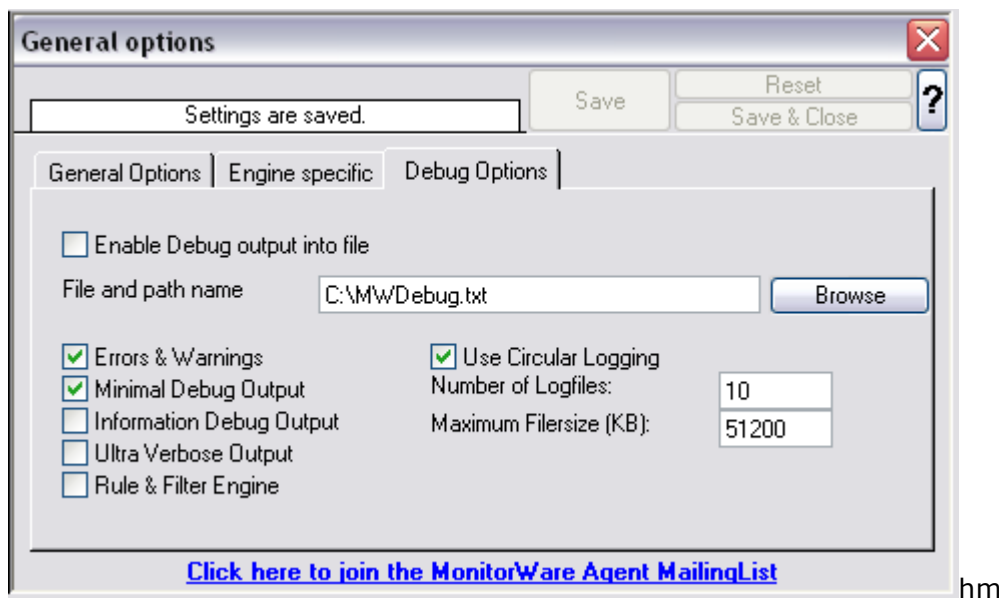 General options
Settings are saved.
Save
Reset
Save & Close
?
General Options
Engine specific
Debug Options
Enable Debug output into file
File and path name
C:\MWDebug.txt
Browse
Errors & Warnings
Use Circular Logging
Minimal Debug Output
Number of Logfiles:
10
Information Debug Output
Maximum Filersize (KB):
51200
Ultra Verbose Output
Rule & Filter Engine
Click here to join the MonitorWare Agent MailingList
hm